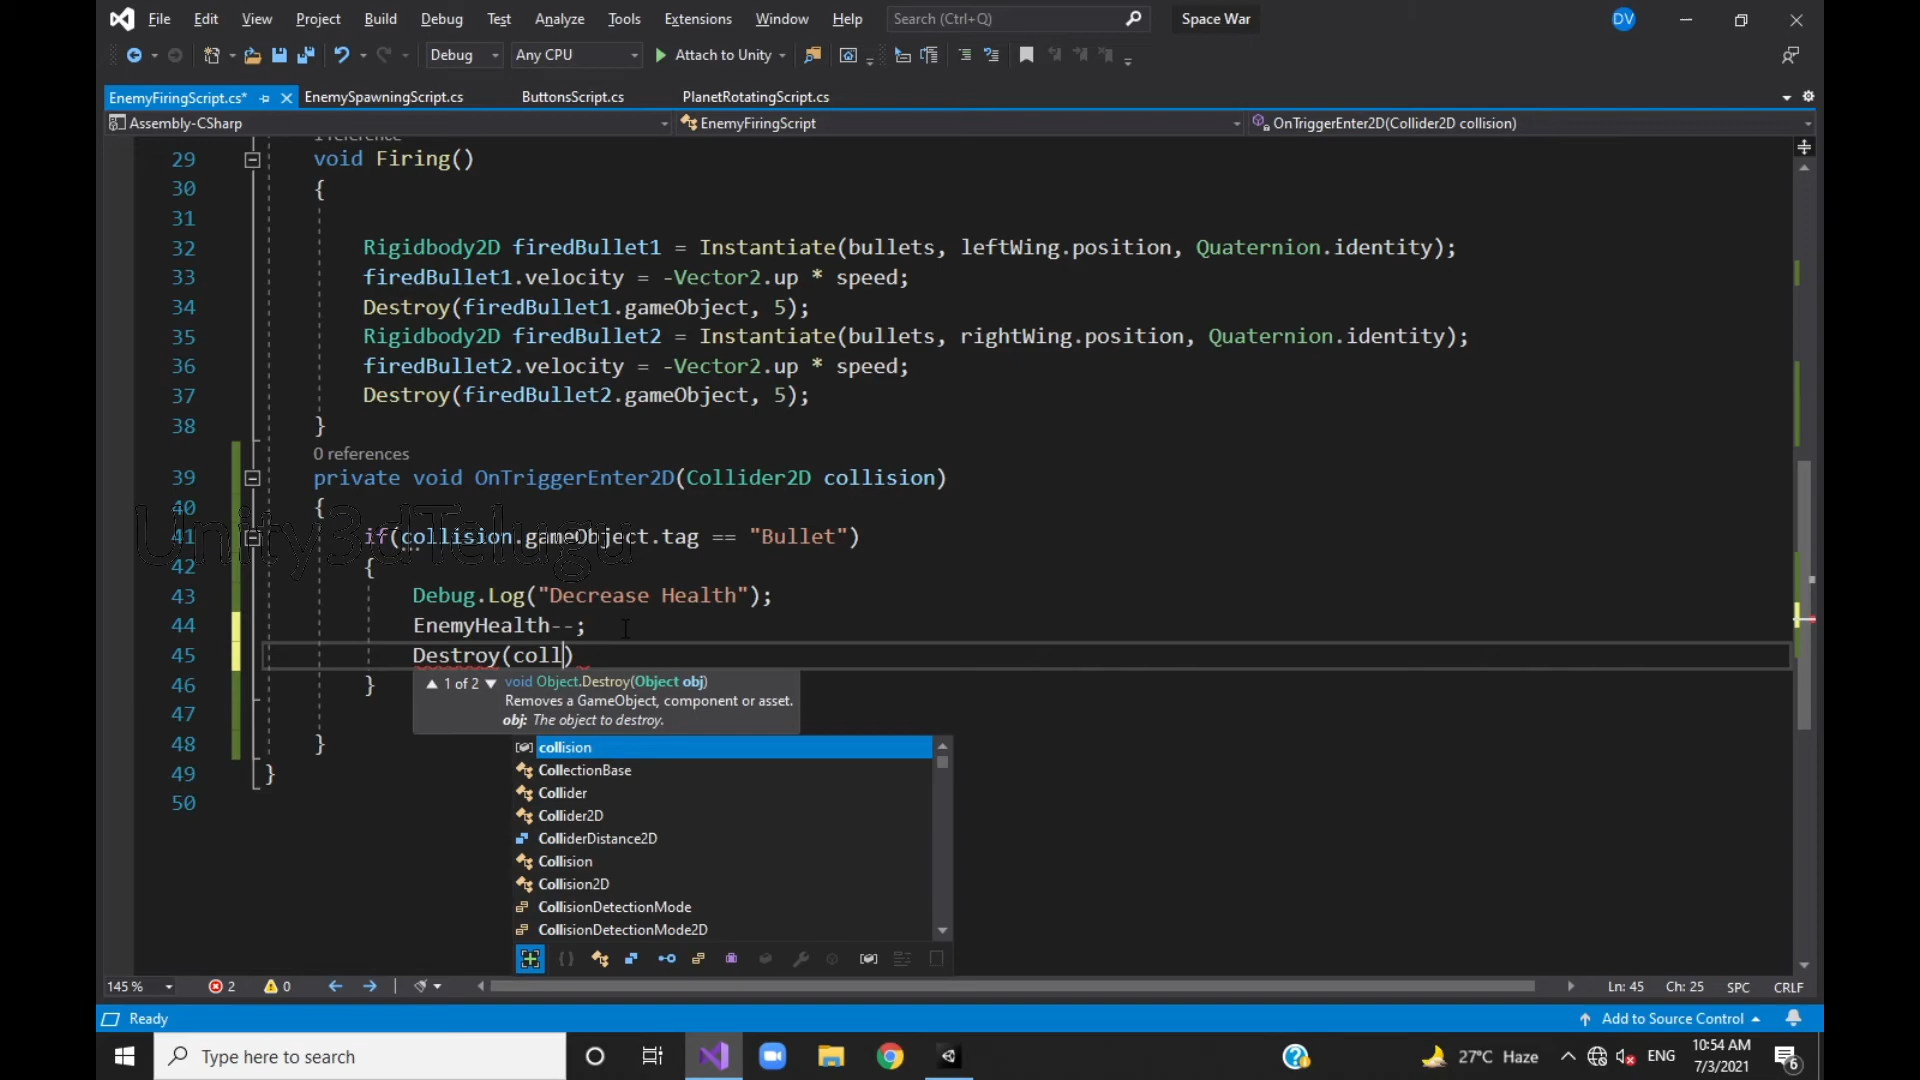 File Edit View Project Build Debug Test Analyze Tools Extensions Window Help Search (Ctrl+Q) Space War DV
Debug Any CPU Attach to Unity
EnemyFiringScript.cs* EnemySpawningScript.cs ButtonsScript.cs PlanetRotatingScript.cs
Assembly-CSharp EnemyFiringScript OnTriggerEnter2D(Collider2D collision)
1 reference
29 void Firing()
30 {
31
32 Rigidbody2D firedBullet1 = Instantiate(bullets, leftWing.position, Quaternion.identity);
33 firedBullet1.velocity = -Vector2.up * speed;
34 Destroy(firedBullet1.gameObject, 5);
35 Rigidbody2D firedBullet2 = Instantiate(bullets, rightWing.position, Quaternion.identity);
36 firedBullet2.velocity = -Vector2.up * speed;
37 Destroy(firedBullet2.gameObject, 5);
38 }
0 references
39 private void OnTriggerEnter2D(Collider2D collision)
40 {
Unity3dTelugu
41 if(collision.gameObject.tag == "Bullet")
42 {
43 Debug.Log("Decrease Health");
44 EnemyHealth--;
45 Destroy(coll)
46 }
1 of 2 void Object.Destroy(Object obj)
Removes a GameObject, component or asset.
obj: The object to destroy.
47
48 }
49 }
50
collision
CollectionBase
Collider
Collider2D
ColliderDistance2D
Collision
Collision2D
CollisionDetectionMode
CollisionDetectionMode2D
145 % 2 0 Ln: 45 Ch: 25 SPC CRLF
Ready Add to Source Control
Type here to search 27°C Haze ENG 10:54 AM
7/3/2021 6